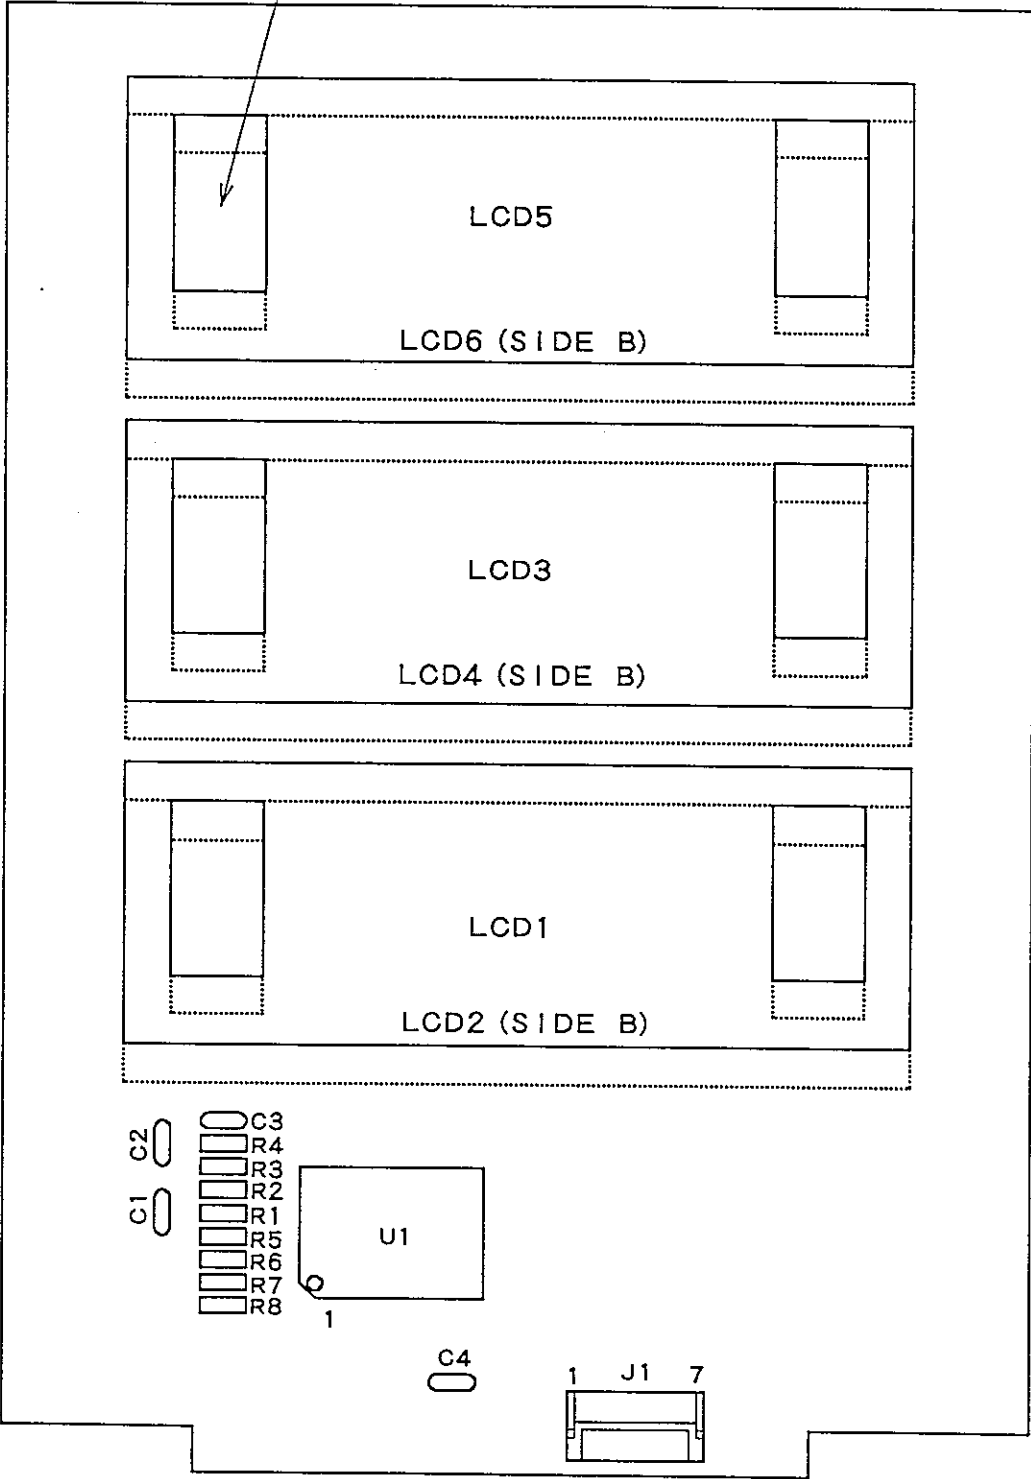 LCD5
LCD6 (SIDE B)
LCD3
LCD4 (SIDE B)
LCD1
LCD2 (SIDE B)
C3
C2
R4
R3
R2
C1
R1
R5
U1
R6
R7
R8
1
C4
1 J1 7